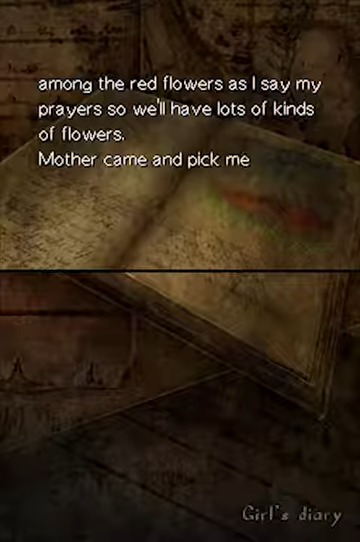 among the red flowers as I say my
prayers so we'll have lots of kinds
of flowers.
Mother came and pick me
Girl's diary